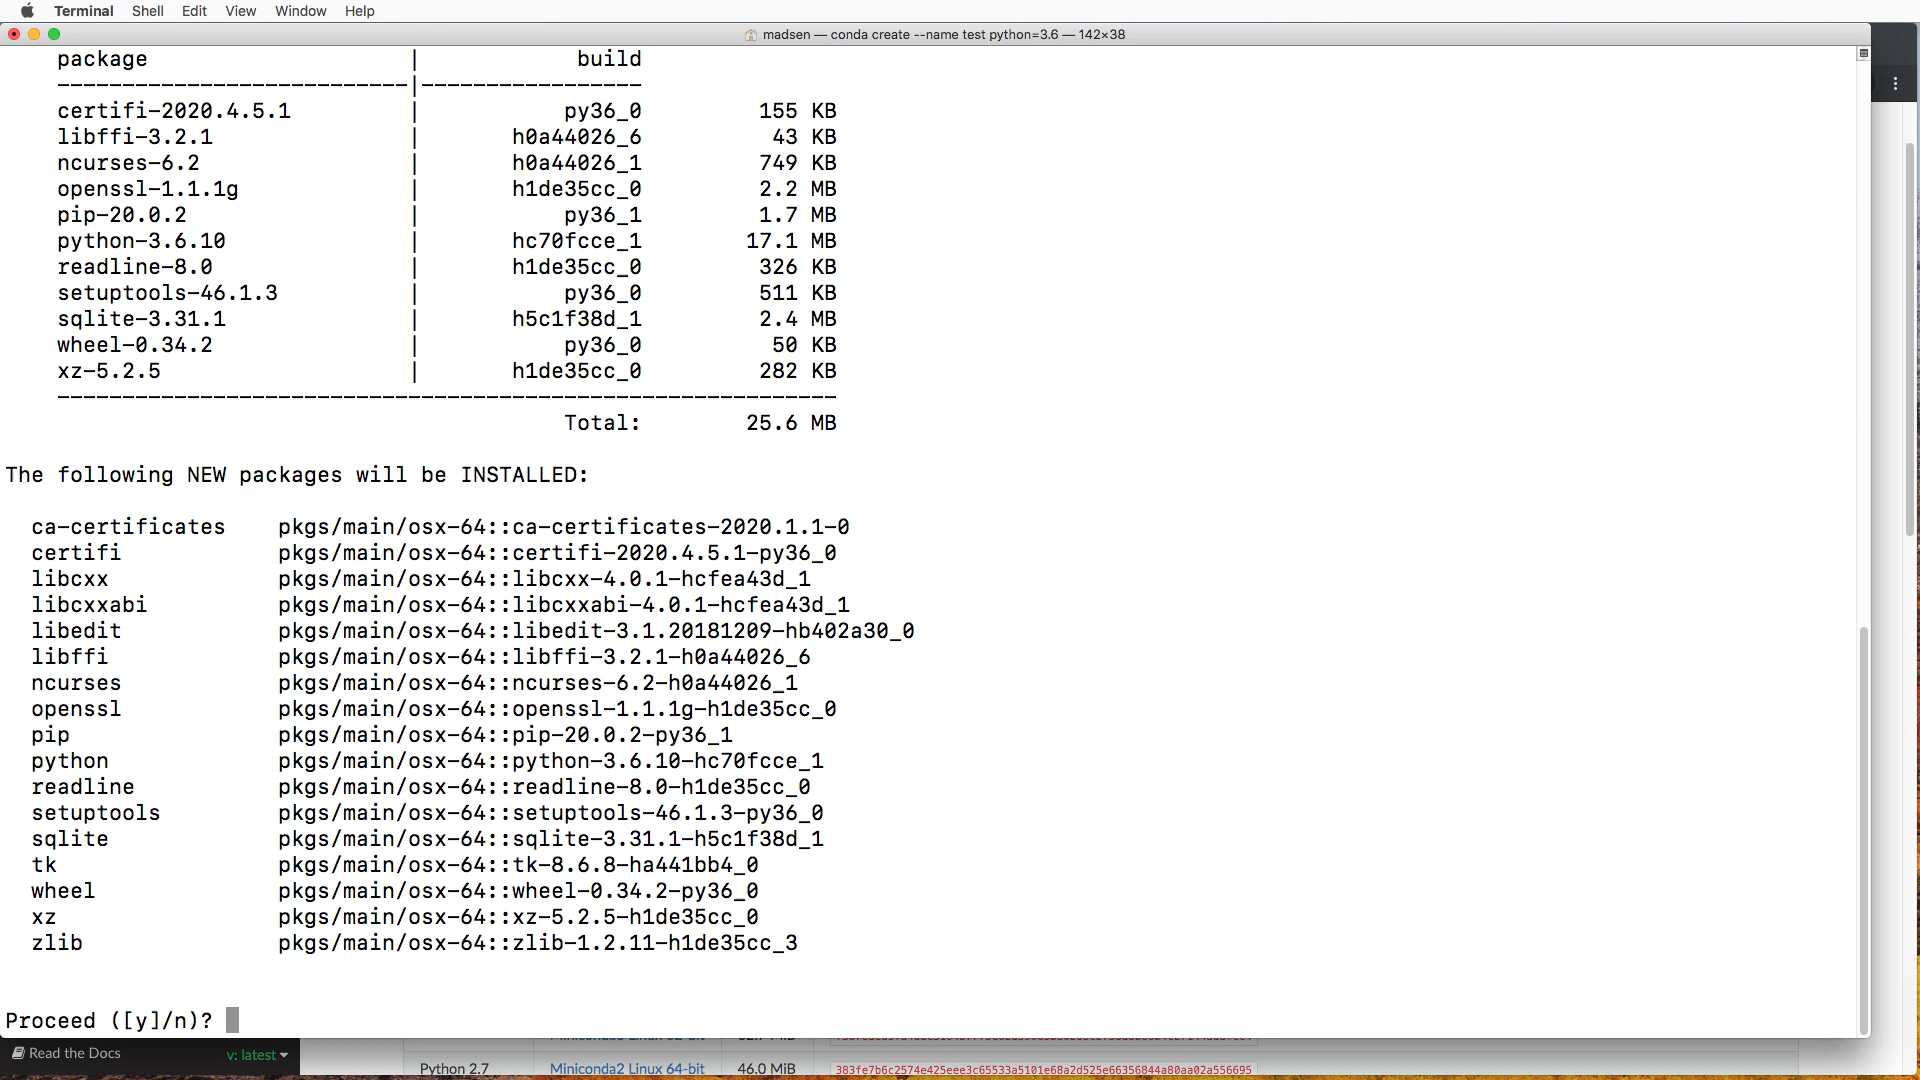 Terminal Shell Edit View Window Help
madsen — conda create --name test python=3.6 — 142×38
package | build
---------------------------|-----------------
certifi-2020.4.5.1 | py36_0 155 KB
libffi-3.2.1 | h0a44026_6 43 KB
ncurses-6.2 | h0a44026_1 749 KB
openssl-1.1.1g | h1de35cc_0 2.2 MB
pip-20.0.2 | py36_1 1.7 MB
python-3.6.10 | hc70fcce_1 17.1 MB
readline-8.0 | h1de35cc_0 326 KB
setuptools-46.1.3 | py36_0 511 KB
sqlite-3.31.1 | h5c1f38d_1 2.4 MB
wheel-0.34.2 | py36_0 50 KB
xz-5.2.5 | h1de35cc_0 282 KB
------------------------------------------------------------
Total: 25.6 MB
The following NEW packages will be INSTALLED:
ca-certificates pkgs/main/osx-64::ca-certificates-2020.1.1-0
certifi pkgs/main/osx-64::certifi-2020.4.5.1-py36_0
libcxx pkgs/main/osx-64::libcxx-4.0.1-hcfea43d_1
libcxxabi pkgs/main/osx-64::libcxxabi-4.0.1-hcfea43d_1
libedit pkgs/main/osx-64::libedit-3.1.20181209-hb402a30_0
libffi pkgs/main/osx-64::libffi-3.2.1-h0a44026_6
ncurses pkgs/main/osx-64::ncurses-6.2-h0a44026_1
openssl pkgs/main/osx-64::openssl-1.1.1g-h1de35cc_0
pip pkgs/main/osx-64::pip-20.0.2-py36_1
python pkgs/main/osx-64::python-3.6.10-hc70fcce_1
readline pkgs/main/osx-64::readline-8.0-h1de35cc_0
setuptools pkgs/main/osx-64::setuptools-46.1.3-py36_0
sqlite pkgs/main/osx-64::sqlite-3.31.1-h5c1f38d_1
tk pkgs/main/osx-64::tk-8.6.8-ha441bb4_0
wheel pkgs/main/osx-64::wheel-0.34.2-py36_0
xz pkgs/main/osx-64::xz-5.2.5-h1de35cc_0
zlib pkgs/main/osx-64::zlib-1.2.11-h1de35cc_3
Proceed ([y]/n)?
Read the Docs v: latest
Python 2.7 Miniconda2 Linux 64-bit 46.0 MiB 383fe7b6c2574e425eee3c65533a5101e68a2d525e66356844a80aa02a556695